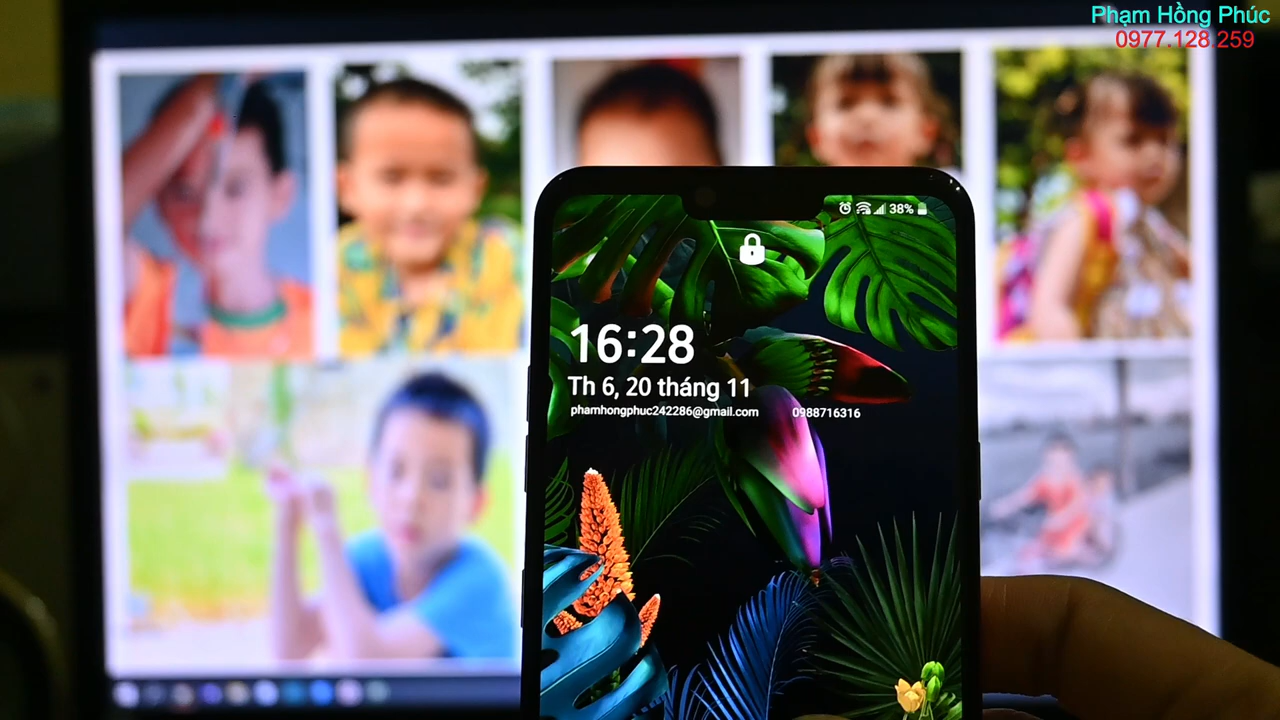 Phạm Hồng Phúc
0977.128.259
38%
16:28
Th 6, 20 tháng 11
phamhongphuc242286@gmail.com 0988716316